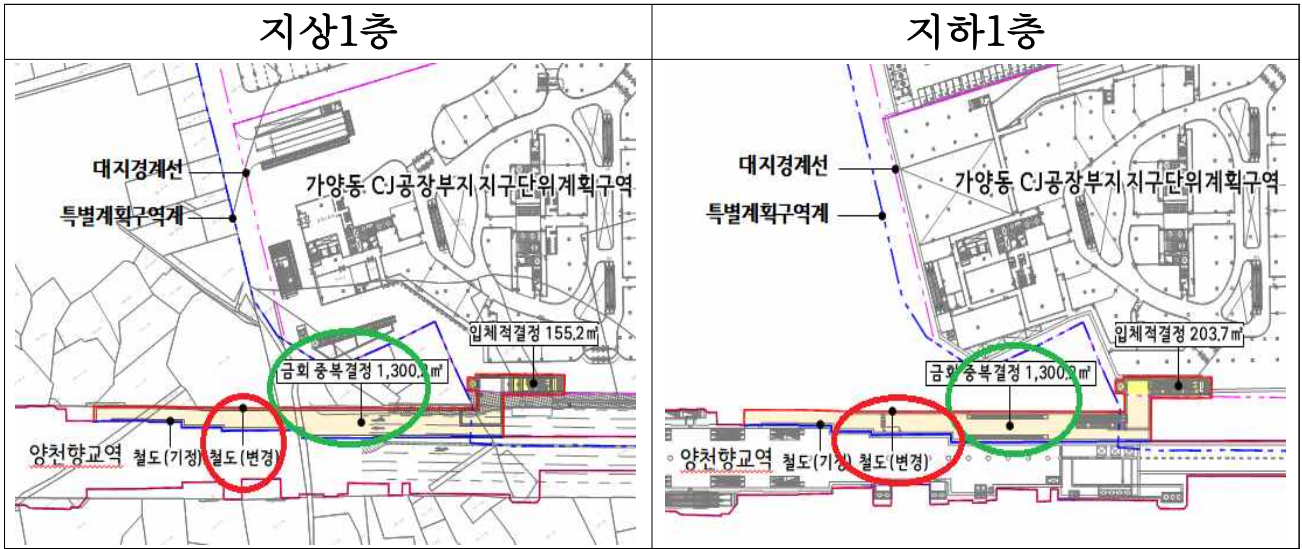 지상1층
지하1층
대지경계선
특별계획구역계
가양동 CJ공장부지 지구단위계획구역
입체적결정 155.2㎡
금회 중복결정 1,300.2㎡
양천향교역
철도(기정)
철도(변경)
대지경계선
특별계획구역계
가양동 CJ공장부지 지구단위계획구역
입체적결정 203.7㎡
금회 중복결정 1,300.2㎡
양천향교역
철도(기정)
철도(변경)